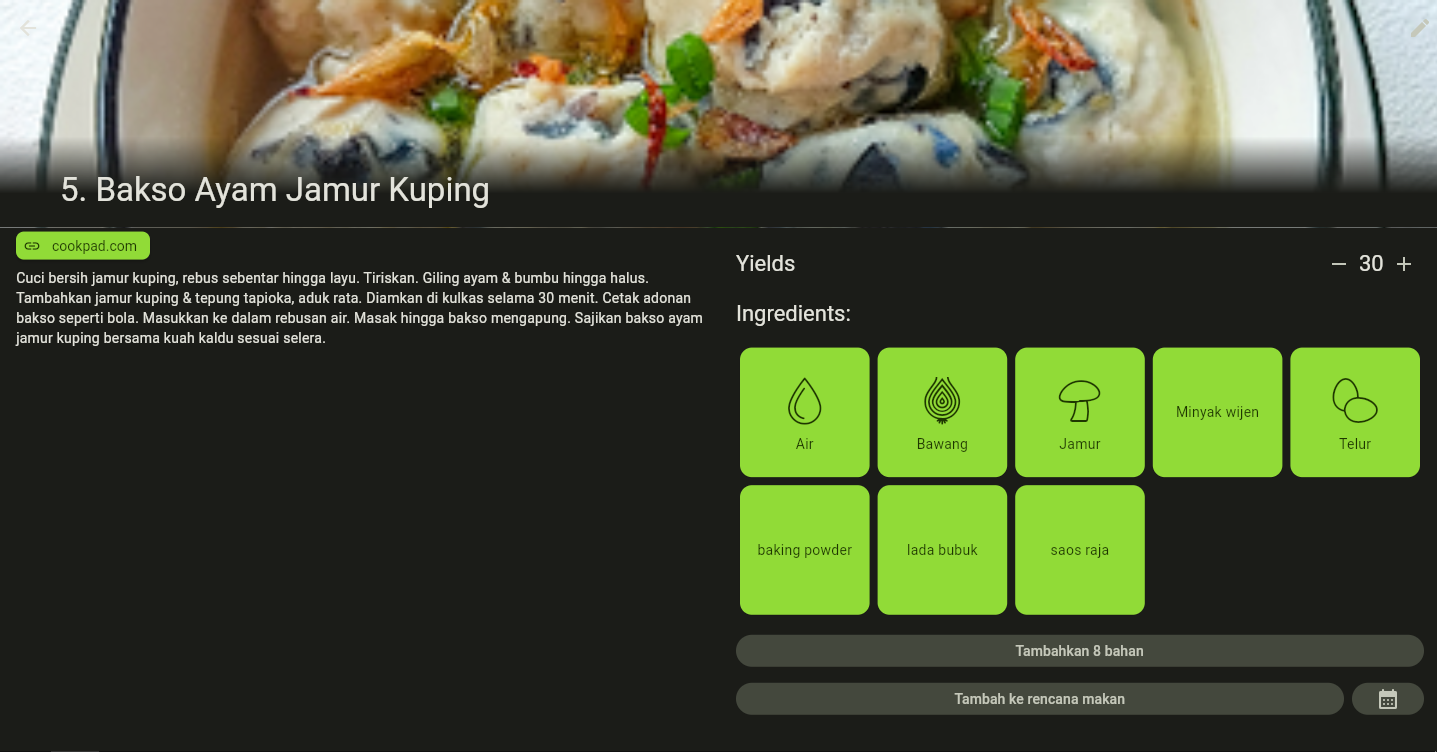 5. Bakso Ayam Jamur Kuping
cookpad.com
Cuci bersih jamur kuping, rebus sebentar hingga layu. Tiriskan. Giling ayam & bumbu hingga halus.
Tambahkan jamur kuping & tepung tapioka, aduk rata. Diamkan di kulkas selama 30 menit. Cetak adonan
bakso seperti bola. Masukkan ke dalam rebusan air. Masak hingga bakso mengapung. Sajikan bakso ayam
jamur kuping bersama kuah kaldu sesuai selera.
Yields
30
Ingredients:
Air
Bawang
Jamur
Minyak wijen
Telur
baking powder
lada bubuk
saos raja
Tambahkan 8 bahan
Tambah ke rencana makan